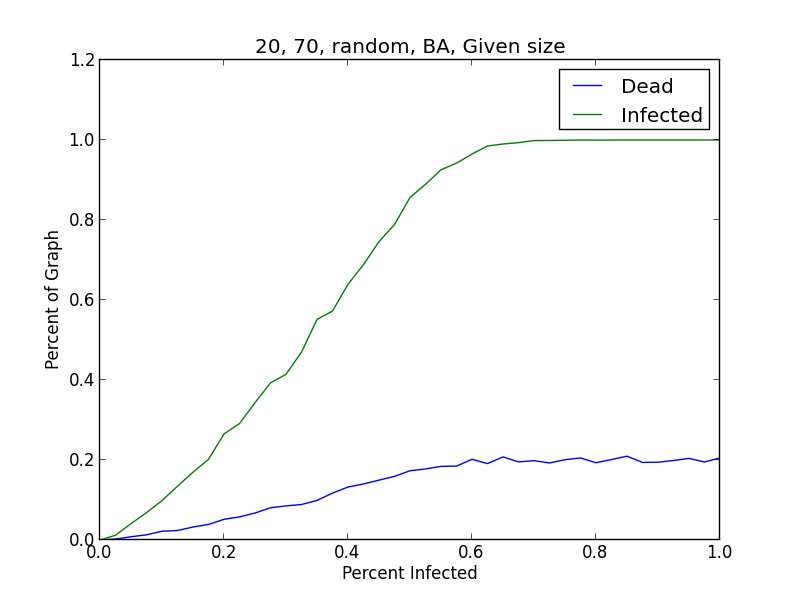 20, 70, random, BA, Given size
Dead
Infected
1.2
1.0
0.8
0.6
0.4
0.2
0.0
Percent of Graph
0.0 0.2 0.4 0.6 0.8 1.0
Percent Infected